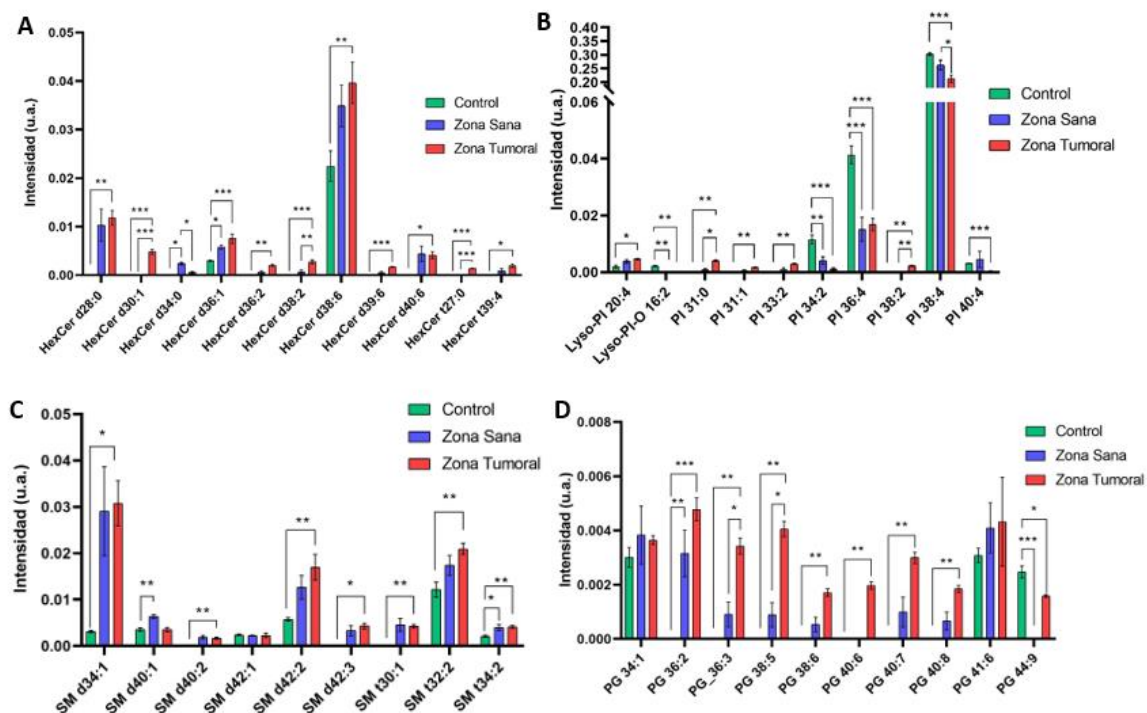 A
Intensidad (u.a.)
0.05
0.04
0.03
0.02
0.01
0.00
Control
Zona Sana
Zona Tumoral
** *** *** * * *** * ** *** ** ** *** * *** *** *
HexCer d28:0
HexCer d30:1
HexCer d34:0
HexCer d36:1
HexCer d36:2
HexCer d38:2
HexCer d38:6
HexCer d39:6
HexCer d40:6
HexCer t27:0
HexCer t39:4
B
Intensidad (u.a.)
0.40
0.30
0.20
0.10
0.06
0.04
0.02
0.00
Control
Zona Sana
Zona Tumoral
* ** ** ** * ** ** *** ** *** *** ** ** *** * ***
Lyso-PI 20:4
Lyso-PI-O 16:2
PI 31:0
PI 31:1
PI 33:2
PI 34:2
PI 36:4
PI 38:2
PI 38:4
PI 40:4
C
Intensidad (u.a.)
0.05
0.04
0.03
0.02
0.01
0.00
Control
Zona Sana
Zona Tumoral
* ** ** ** * ** ** * **
SM d34:1
SM d40:1
SM d40:2
SM d42:1
SM d42:2
SM d42:3
SM t30:1
SM t32:2
SM t34:2
D
Intensidad (u.a.)
0.008
0.006
0.004
0.002
0.000
Control
Zona Sana
Zona Tumoral
*** ** ** * ** * ** ** ** ** * ***
PG 34:1
PG 36:2
PG_36:3
PG 38:5
PG 38:6
PG 40:6
PG 40:7
PG 40:8
PG 41:6
PG 44:9